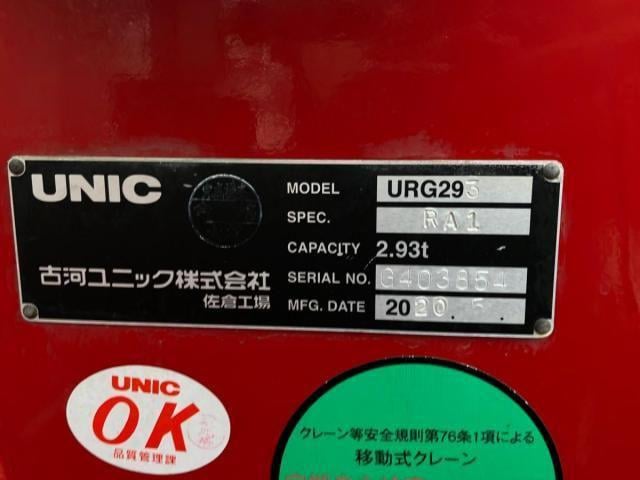 UNIC
MODEL URG293
SPEC. RA1
CAPACITY 2.93t
SERIAL NO. G403854
MFG. DATE 2020. 5
古河ユニック株式会社
佐倉工場
UNIC
OK
品質管理課
クレーン等安全規則第76条1項による
移動式クレーン